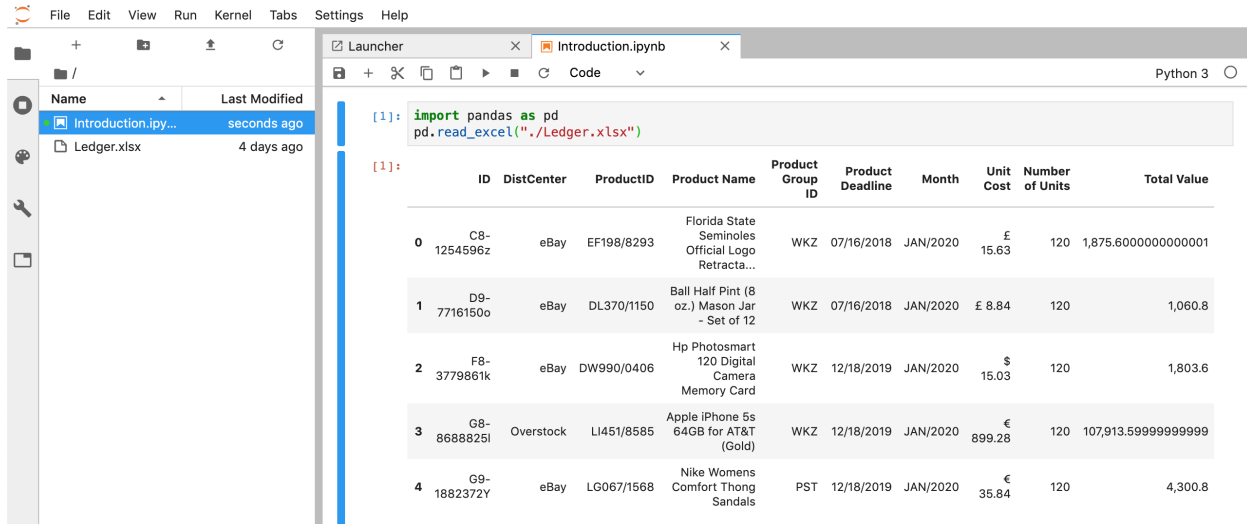 File Edit View Run Kernel Tabs Settings Help
Launcher
Introduction.ipynb
/
Code
Python 3
Name Last Modified
Introduction.ipy... seconds ago
Ledger.xlsx 4 days ago
[1]: import pandas as pd
pd.read_excel("./Ledger.xlsx")
[1]:
ID DistCenter ProductID Product Name Product Group ID Product Deadline Month Unit Cost Number of Units Total Value
0 C8-1254596z eBay EF198/8293 Florida State Seminoles Official Logo Retracta... WKZ 07/16/2018 JAN/2020 £ 15.63 120 1,875.6000000000001
1 D9-7716150o eBay DL370/1150 Ball Half Pint (8 oz.) Mason Jar - Set of 12 WKZ 07/16/2018 JAN/2020 £ 8.84 120 1,060.8
2 F8-3779861k eBay DW990/0406 Hp Photosmart 120 Digital Camera Memory Card WKZ 12/18/2019 JAN/2020 $ 15.03 120 1,803.6
3 G8-8688825l Overstock LI451/8585 Apple iPhone 5s 64GB for AT&T (Gold) WKZ 12/18/2019 JAN/2020 € 899.28 120 107,913.59999999999
4 G9-1882372Y eBay LG067/1568 Nike Womens Comfort Thong Sandals PST 12/18/2019 JAN/2020 € 35.84 120 4,300.8